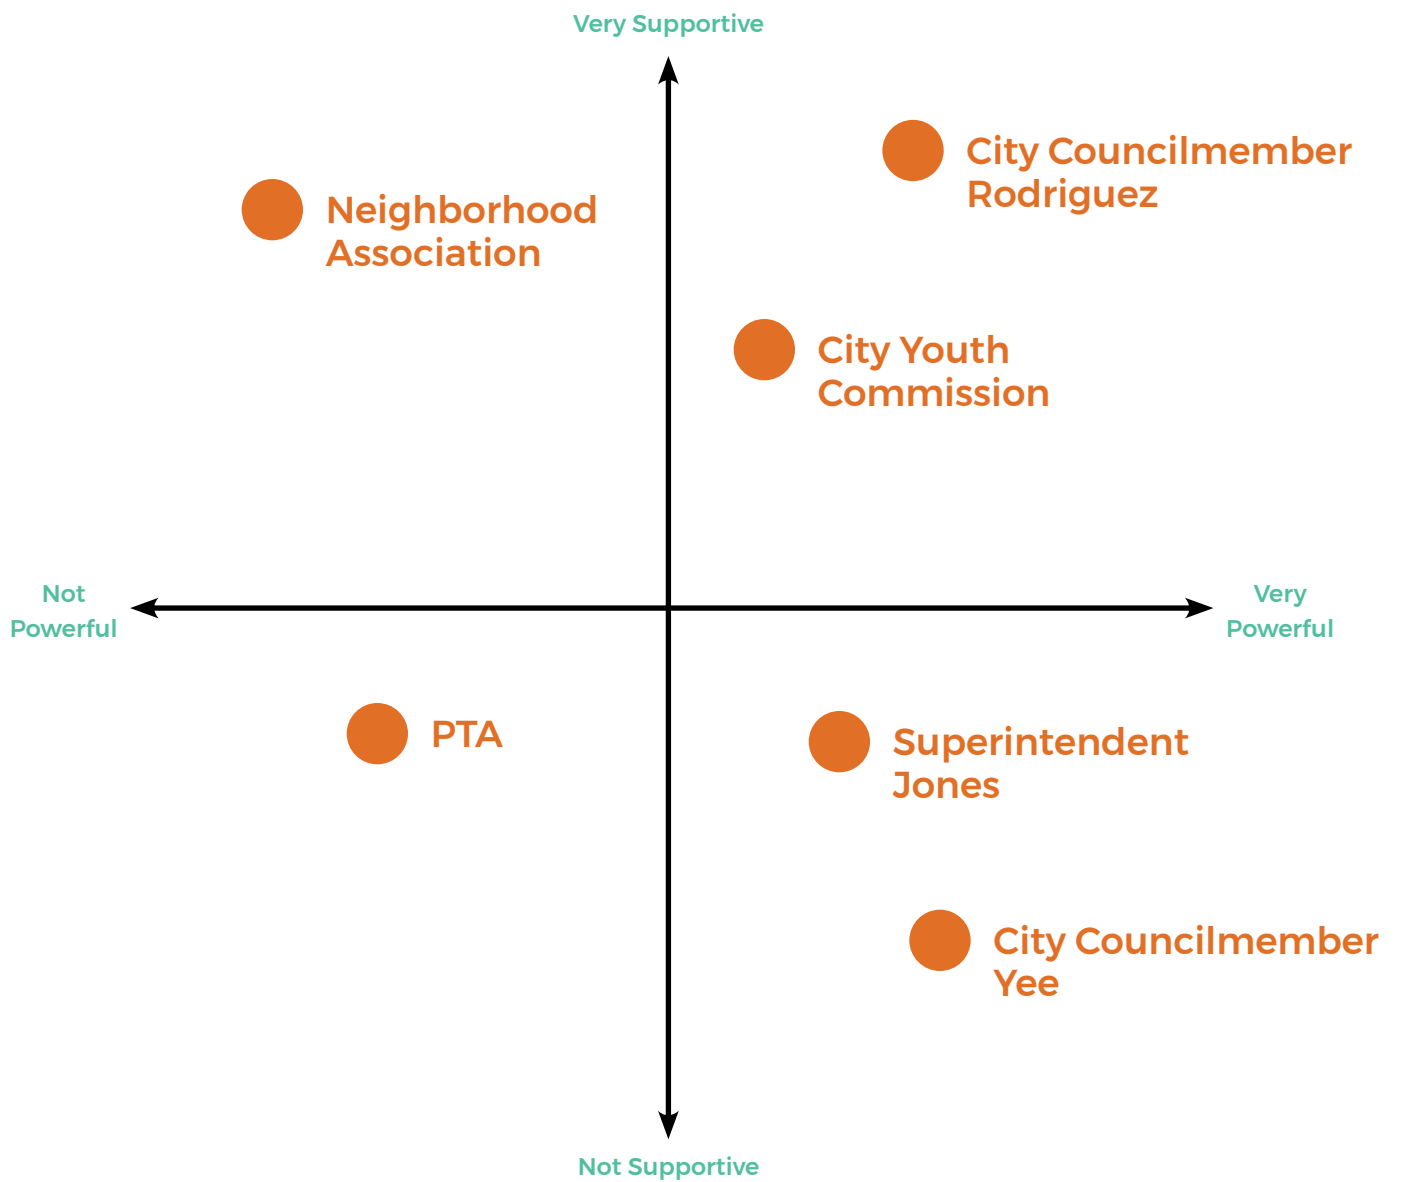 Very Supportive
City Councilmember
Rodriguez
Neighborhood
Association
City Youth
Commission
Not
Powerful
Very
Powerful
PTA
Superintendent
Jones
City Councilmember
Yee
Not Supportive